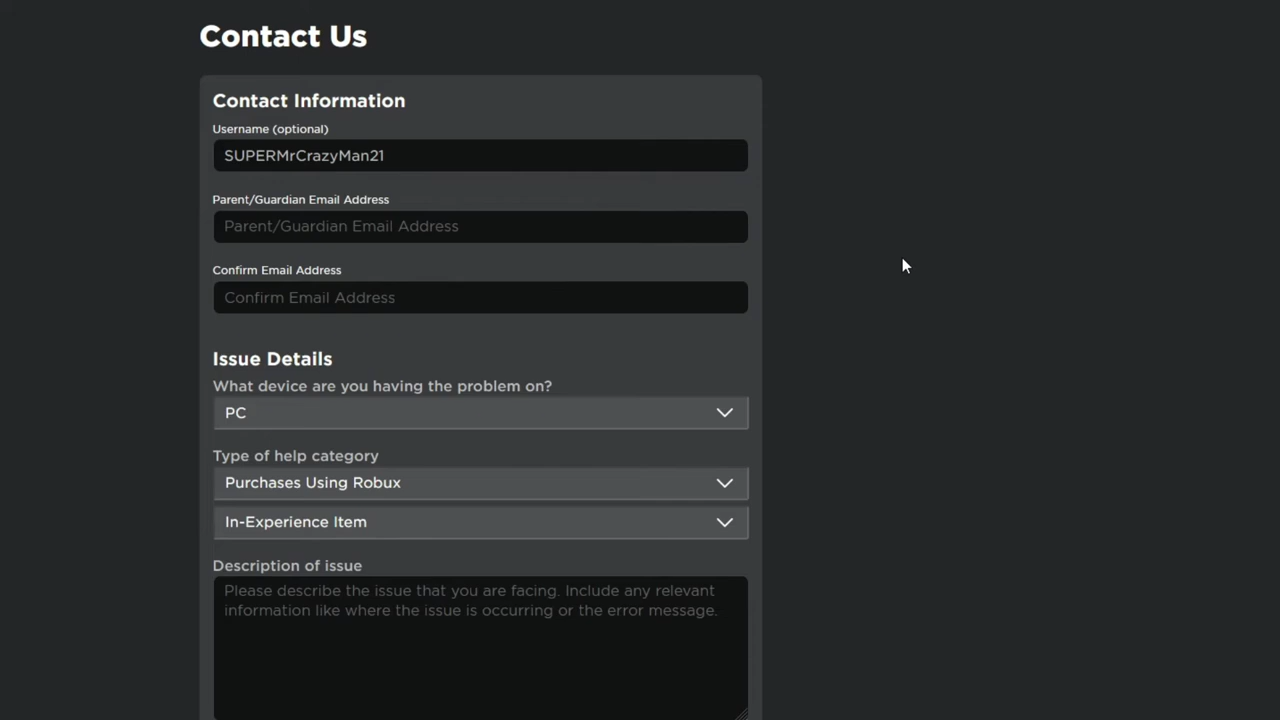 Contact Us
Contact Information
Username (optional)
SUPERMrCrazyMan21
Parent/Guardian Email Address
Parent/Guardian Email Address
Confirm Email Address
Confirm Email Address
Issue Details
What device are you having the problem on?
PC
Type of help category
Purchases Using Robux
In-Experience Item
Description of issue
Please describe the issue that you are facing. Include any relevant
information like where the issue is occurring or the error message.